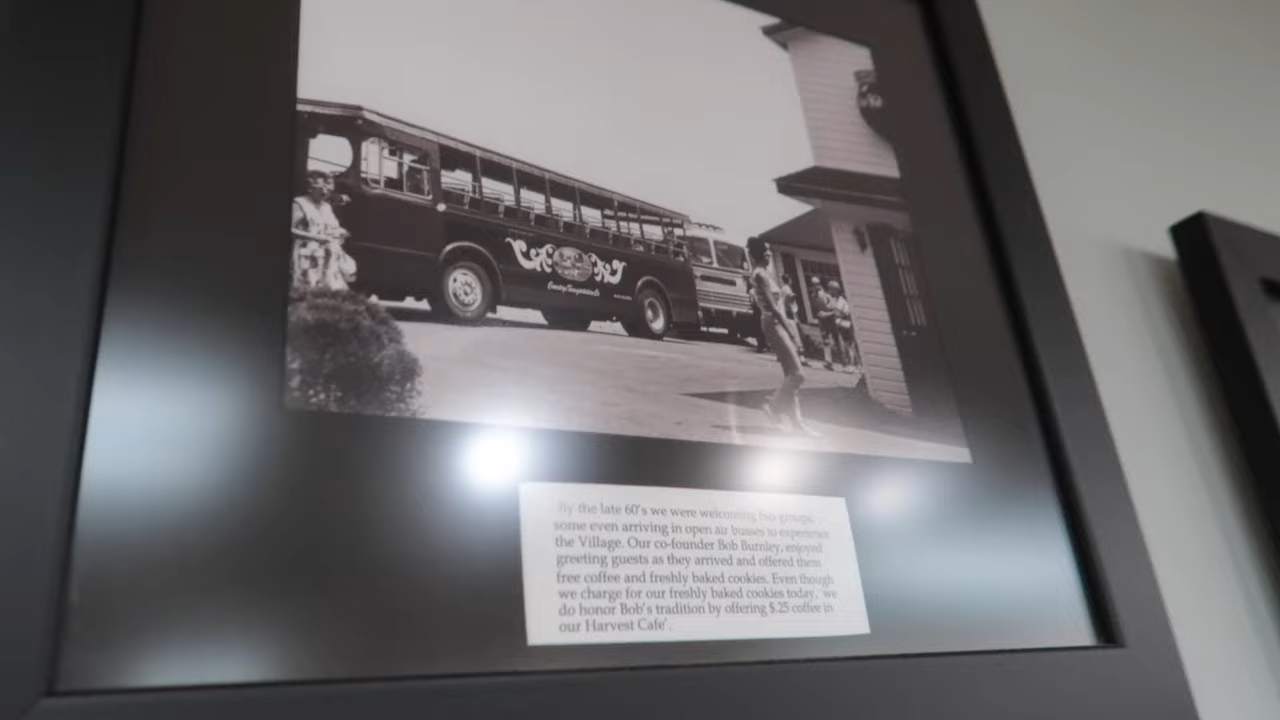 By the late 60's we were welcoming bus groups,
some even arriving in open air busses to experience
the Village. Our co-founder Bob Burnley, enjoyed
greeting guests as they arrived and offered them
free coffee and freshly baked cookies. Even though
we charge for our freshly baked cookies today, we
do honor Bob's tradition by offering $.25 coffee in
our Harvest Cafe'.